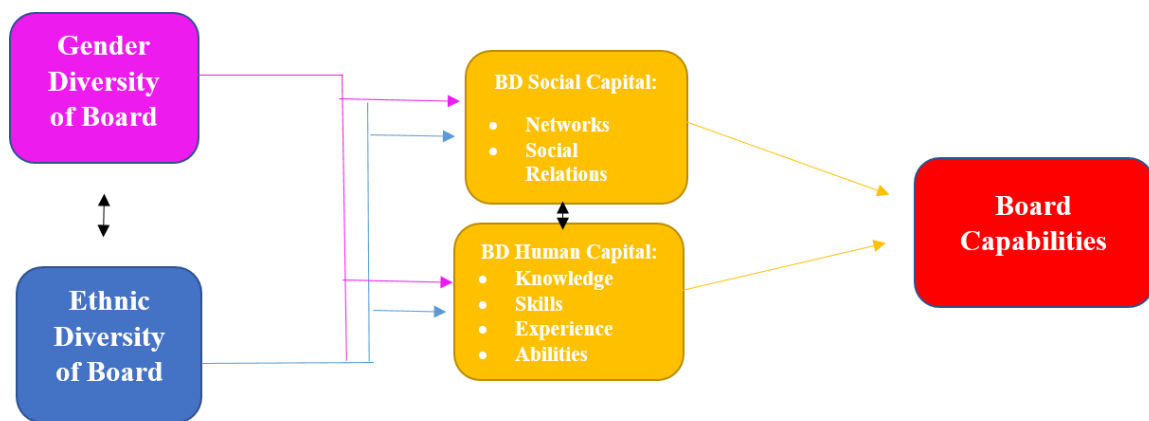 Gender
Diversity
of Board
Ethnic
Diversity
of Board
BD Social Capital:
• Networks
• Social
Relations
BD Human Capital:
• Knowledge
• Skills
• Experience
• Abilities
Board
Capabilities